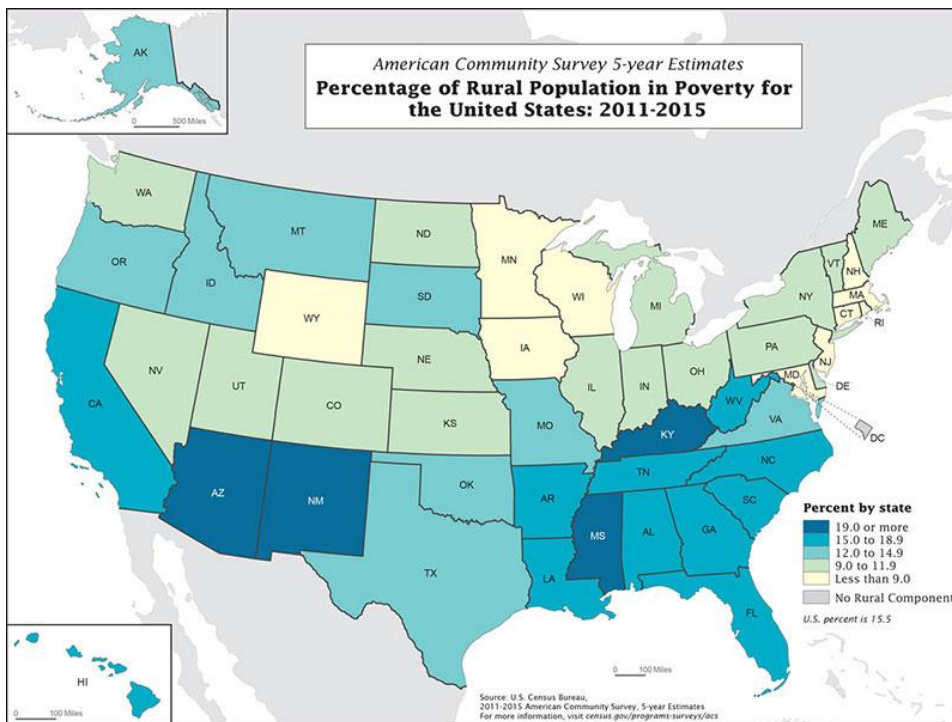 AK
500 Miles
American Community Survey 5-year Estimates
Percentage of Rural Population in Poverty for
the United States: 2011-2015
WA
MT
ND
MN
ME
OR
ID
SD
WI
MI
VT
NH
NY
MA
CT
RI
WY
IA
NE
PA
NJ
NV
UT
CO
IL
IN
OH
MD
DE
CA
KS
MO
WV
VA
DC
KY
AZ
NM
OK
AR
TN
NC
SC
MS
AL
GA
TX
LA
FL
Percent by state
19.0 or more
15.0 to 18.9
12.0 to 14.9
9.0 to 11.9
Less than 9.0
No Rural Component
U.S. percent is 15.5
HI
0 100 Miles
0 100 Miles
Source: U.S. Census Bureau,
2011-2015 American Community Survey, 5-year Estimates
For more information, visit census.gov/programs-surveys/acs